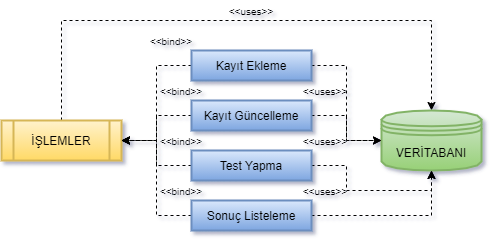 <<uses>>
<<bind>>
Kayıt Ekleme
<<bind>>
<<uses>>
Kayıt Güncelleme
İŞLEMLER
<<bind>>
<<uses>>
VERİTABANI
Test Yapma
<<bind>>
<<uses>>
Sonuç Listeleme